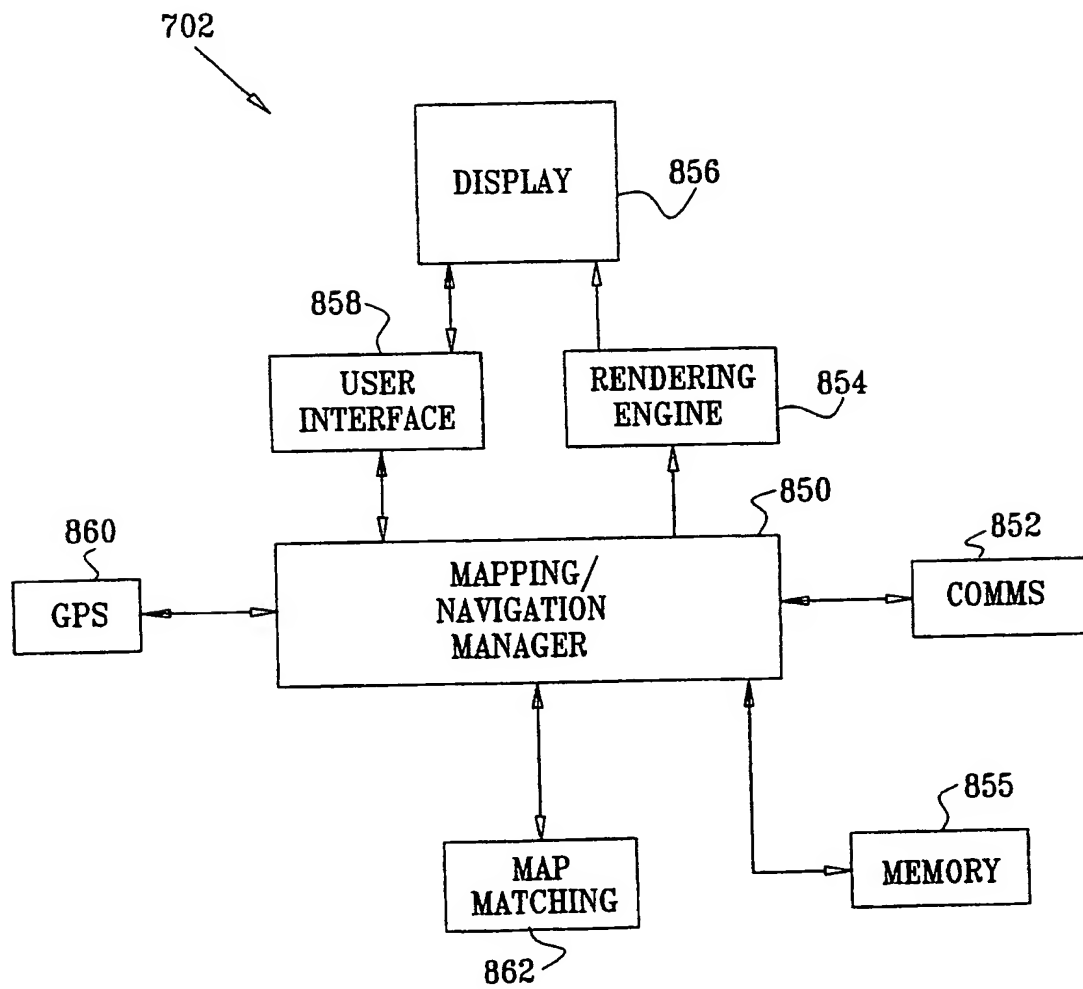 702
DISPLAY
856
858
USER
INTERFACE
RENDERING
ENGINE
854
850
860
GPS
MAPPING/
NAVIGATION
MANAGER
852
COMMS
855
MEMORY
MAP
MATCHING
862